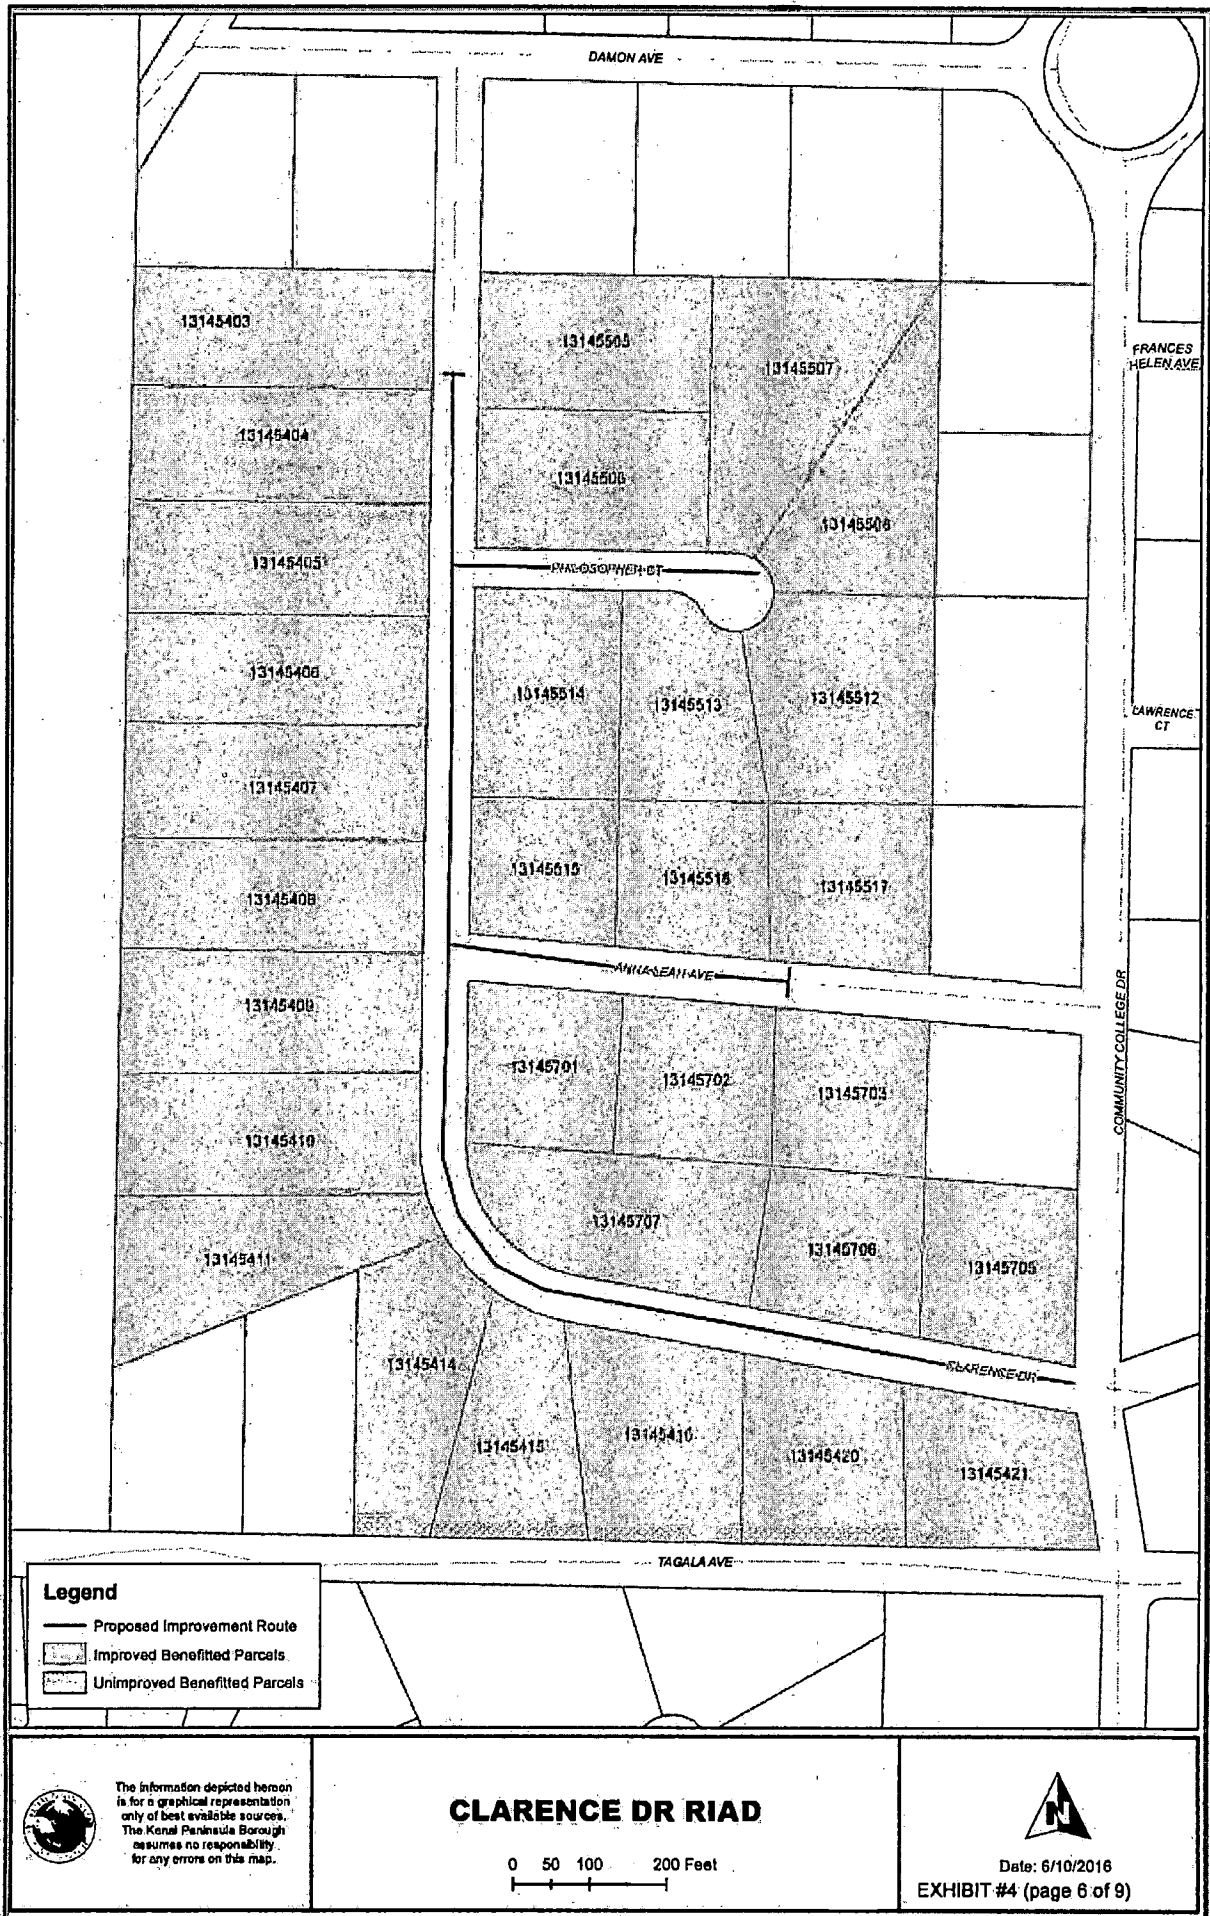 DAMON AVE
13145403
13145505
FRANCES
HELEN AVE
13145507
13145404
13145506
13145405
PHILOSOPHER CT
13145406
13145514
13145513
13145512
LAWRENCE
CT
13145407
13145515
13145516
13145517
13145408
ANNA LEAH AVE
13145409
COMMUNITY COLLEGE DR
13145701
13145702
13145703
13145410
13145707
13145706
13145705
13145411
13145414
CLARENCE DR
13145415
13145420
13145421
TAGALA AVE
Legend
Proposed Improvement Route
Improved Benefitted Parcels
Unimproved Benefitted Parcels
The information depicted hereon
is for a graphical representation
only of best available sources.
The Kenai Peninsula Borough
assumes no responsibility
for any errors on this map.
CLARENCE DR RIAD
0 50 100 200 Feet
N
Date: 6/10/2016
EXHIBIT #4 (page 6 of 9)